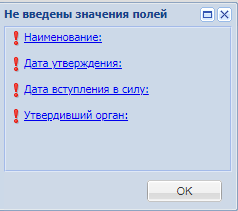 Не введены значения полей
Наименование:
Дата утверждения:
Дата вступления в силу:
Утвердивший орган:
OK